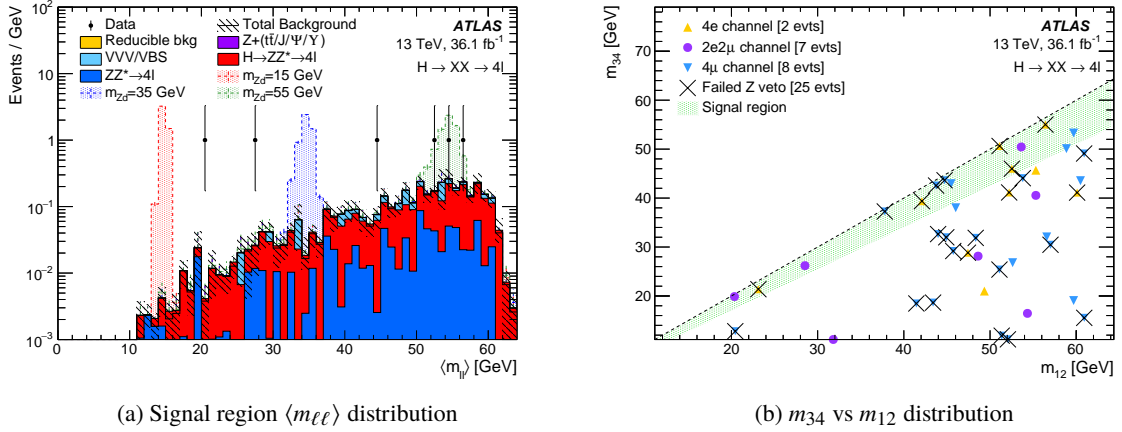 Events / GeV
10²
10
1
10⁻¹
10⁻²
10⁻³
Data
Total Background
Reducible bkg
Z+(tt̄/J/Ψ/Υ)
VVV/VBS
H→ZZ*→4l
ZZ*→4l
m_Zd=15 GeV
m_Zd=35 GeV
m_Zd=55 GeV
ATLAS
13 TeV, 36.1 fb⁻¹
H → XX → 4l
0 10 20 30 40 50 60
⟨m_ll⟩ [GeV]
(a) Signal region ⟨m_ℓℓ⟩ distribution
m₃₄ [GeV]
80
70
60
50
40
30
20
4e channel [2 evts]
2e2μ channel [7 evts]
4μ channel [8 evts]
Failed Z veto [25 evts]
Signal region
ATLAS
13 TeV, 36.1 fb⁻¹
H → XX → 4l
20 30 40 50 60
m₁₂ [GeV]
(b) m₃₄ vs m₁₂ distribution